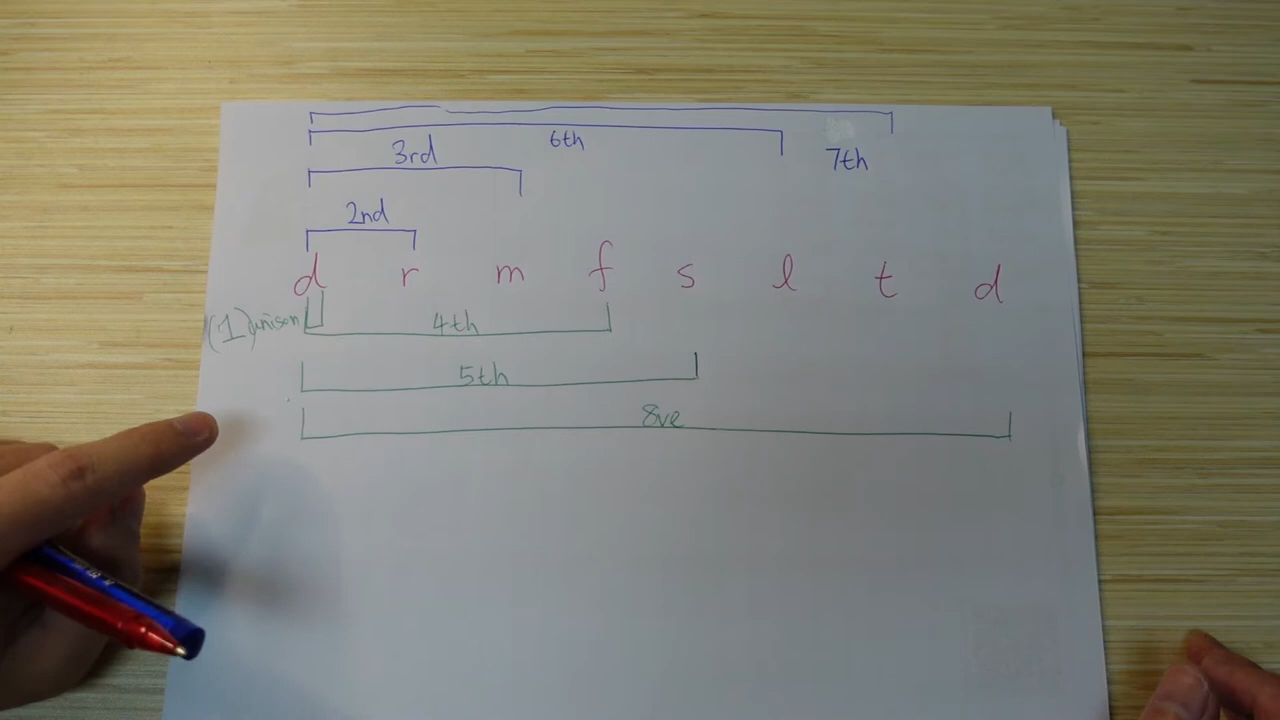 6th
3rd
7th
2nd
d r m f s l t d
(1) unison
4th
5th
8ve